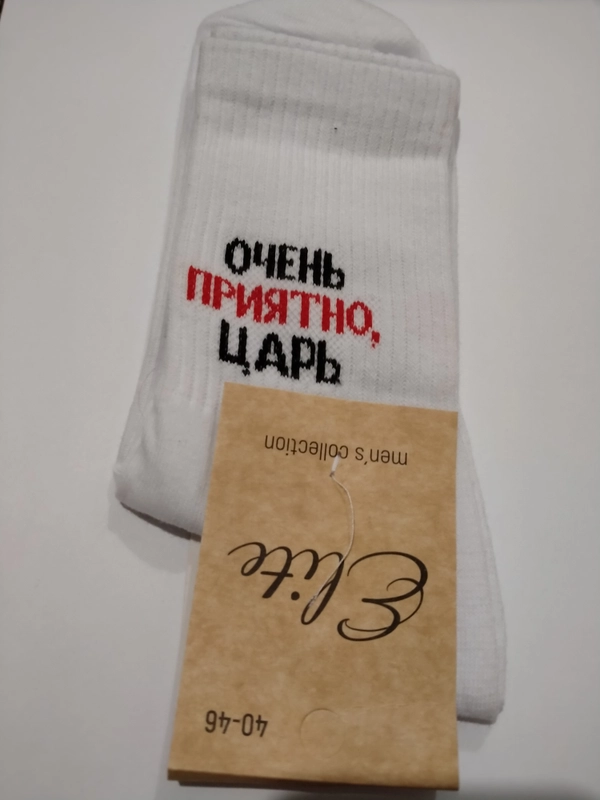 ОЧЕНЬ
ПРИЯТНО,
ЦАРЬ
men's collection
Elite
40-46